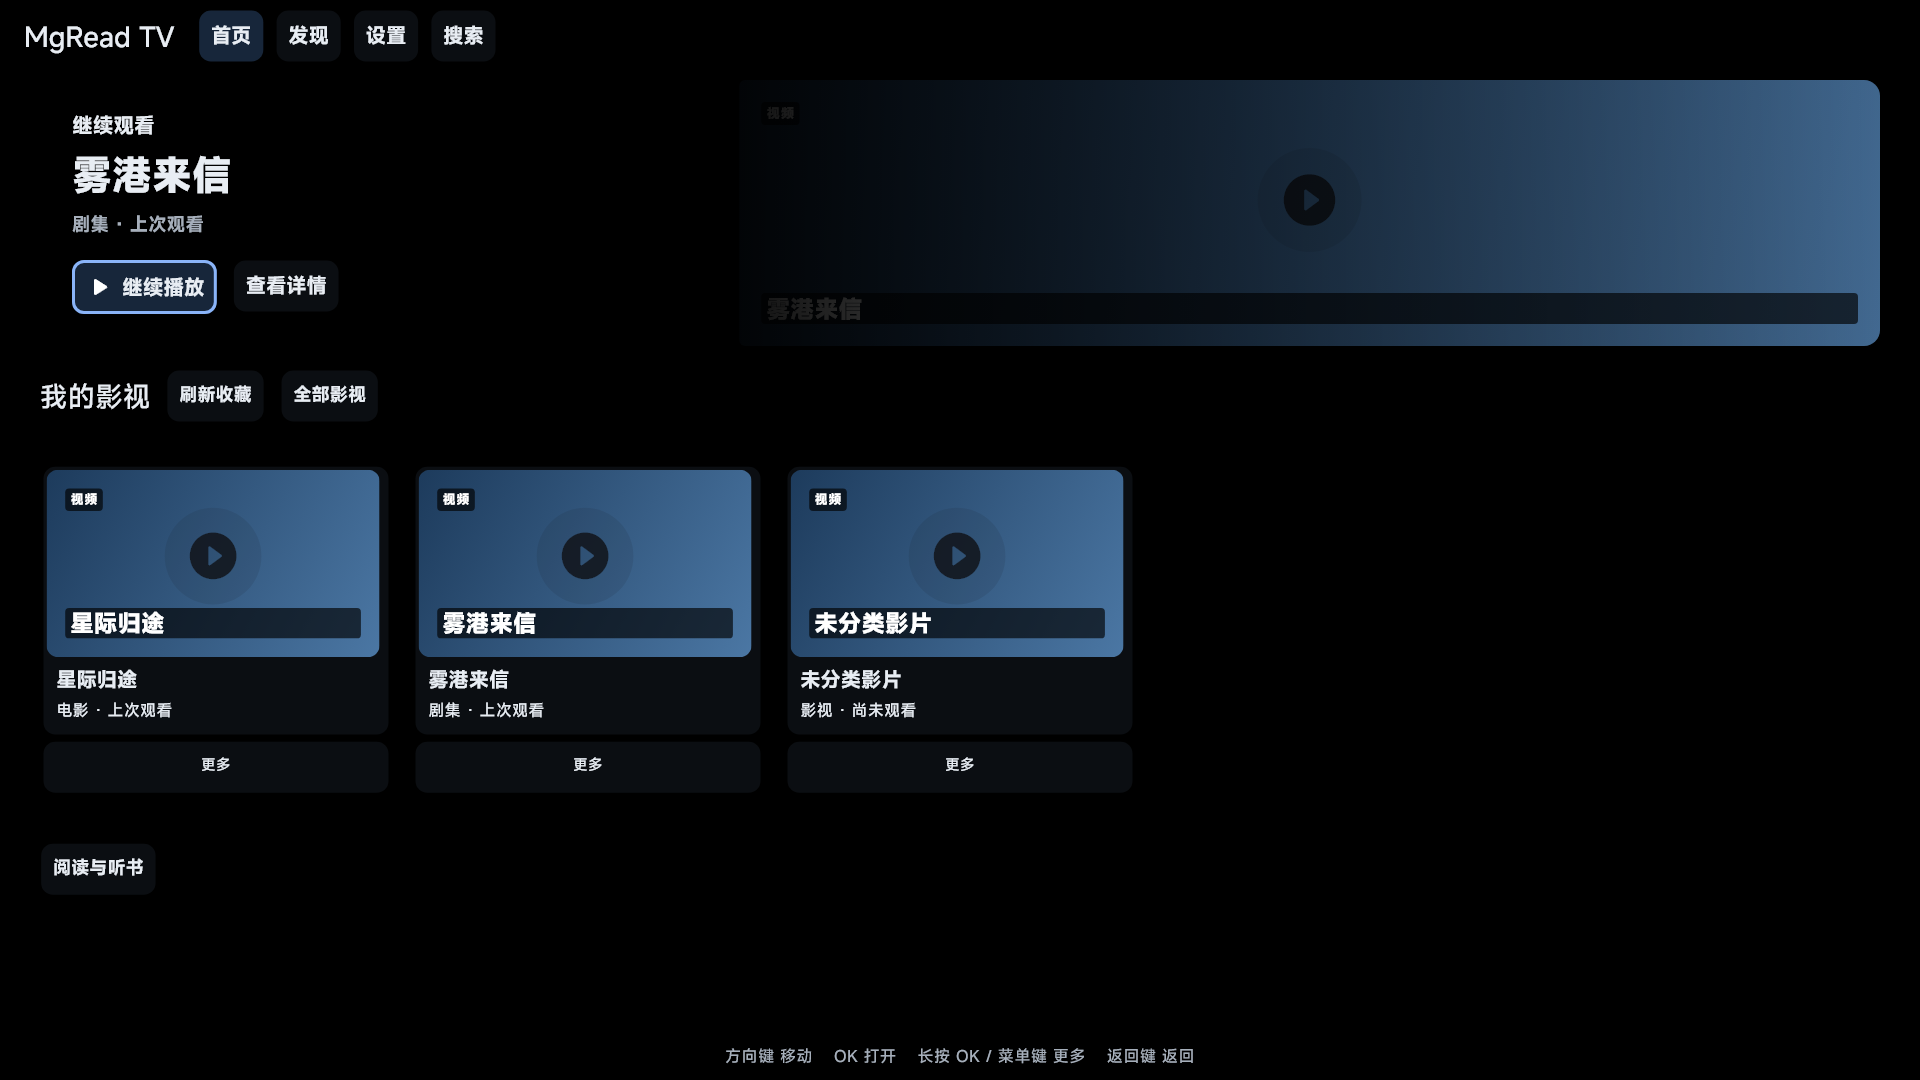 MgRead TV 首页 发现 设置 搜索
继续观看
雾港来信
剧集 · 上次观看
继续播放 查看详情
视频
雾港来信
我的影视 刷新收藏 全部影视
视频
星际归途
星际归途
电影 · 上次观看
更多
视频
雾港来信
雾港来信
剧集 · 上次观看
更多
视频
未分类影片
未分类影片
影视 · 尚未观看
更多
阅读与听书
方向键 移动 OK 打开 长按 OK / 菜单键 更多 返回键 返回